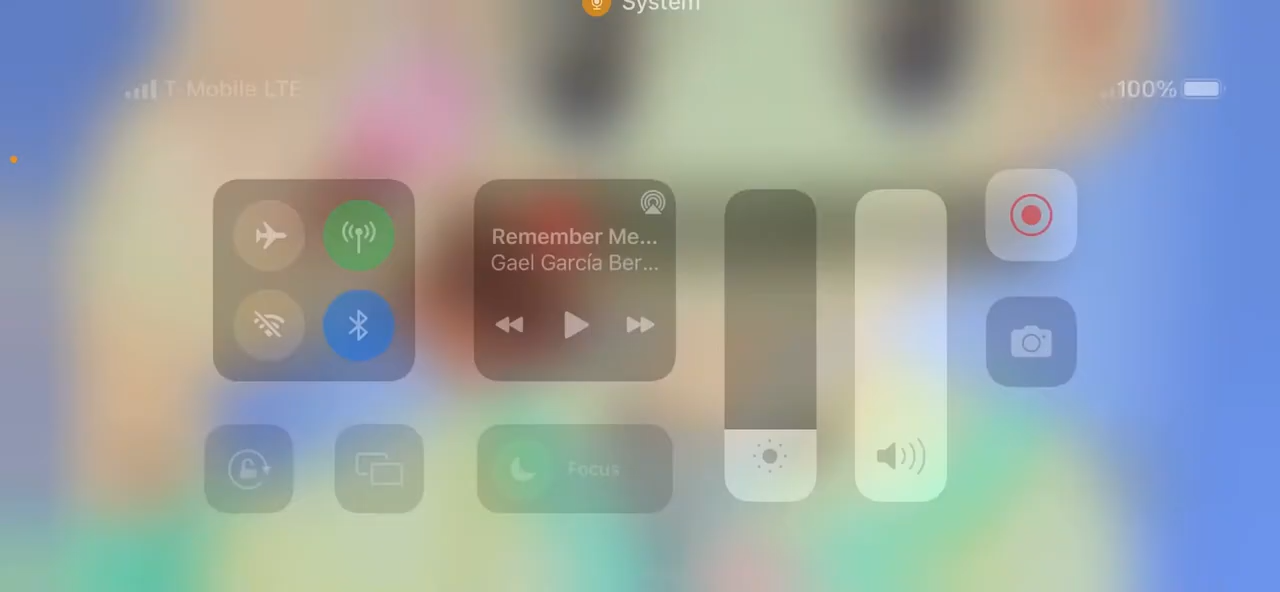 System
T-Mobile LTE
100%
Remember Me...
Gael García Ber...
Focus